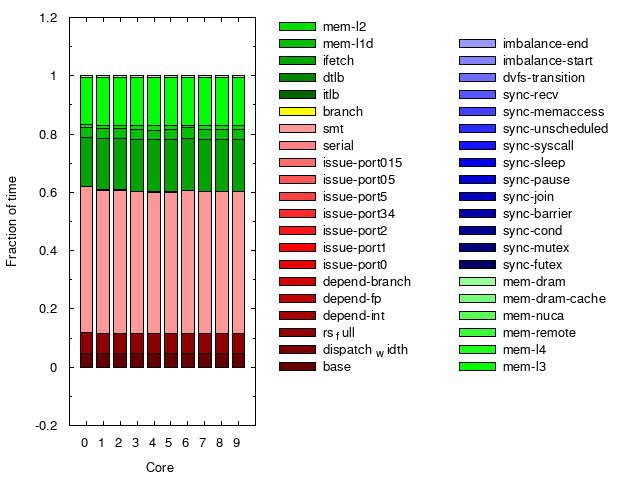 1.2
1
0.8
0.6
0.4
0.2
0
-0.2
Fraction of time
0 1 2 3 4 5 6 7 8 9
Core
mem-l2
mem-l1d
ifetch
dtlb
itlb
branch
smt
serial
issue-port015
issue-port05
issue-port5
issue-port34
issue-port2
issue-port1
issue-port0
depend-branch
depend-fp
depend-int
rs f ull
dispatch w idth
base
imbalance-end
imbalance-start
dvfs-transition
sync-recv
sync-memaccess
sync-unscheduled
sync-syscall
sync-sleep
sync-pause
sync-join
sync-barrier
sync-cond
sync-mutex
sync-futex
mem-dram
mem-dram-cache
mem-nuca
mem-remote
mem-l4
mem-l3